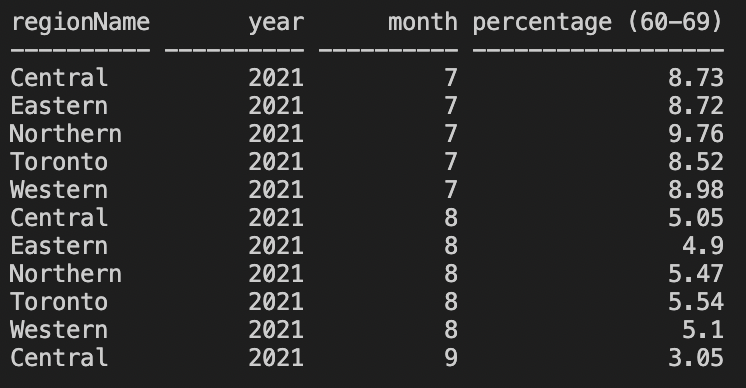 regionName       year      month percentage (60-69)
---------- ---------- ---------- ------------------
Central          2021          7               8.73
Eastern          2021          7               8.72
Northern         2021          7               9.76
Toronto          2021          7               8.52
Western          2021          7               8.98
Central          2021          8               5.05
Eastern          2021          8                4.9
Northern         2021          8               5.47
Toronto          2021          8               5.54
Western          2021          8                5.1
Central          2021          9               3.05